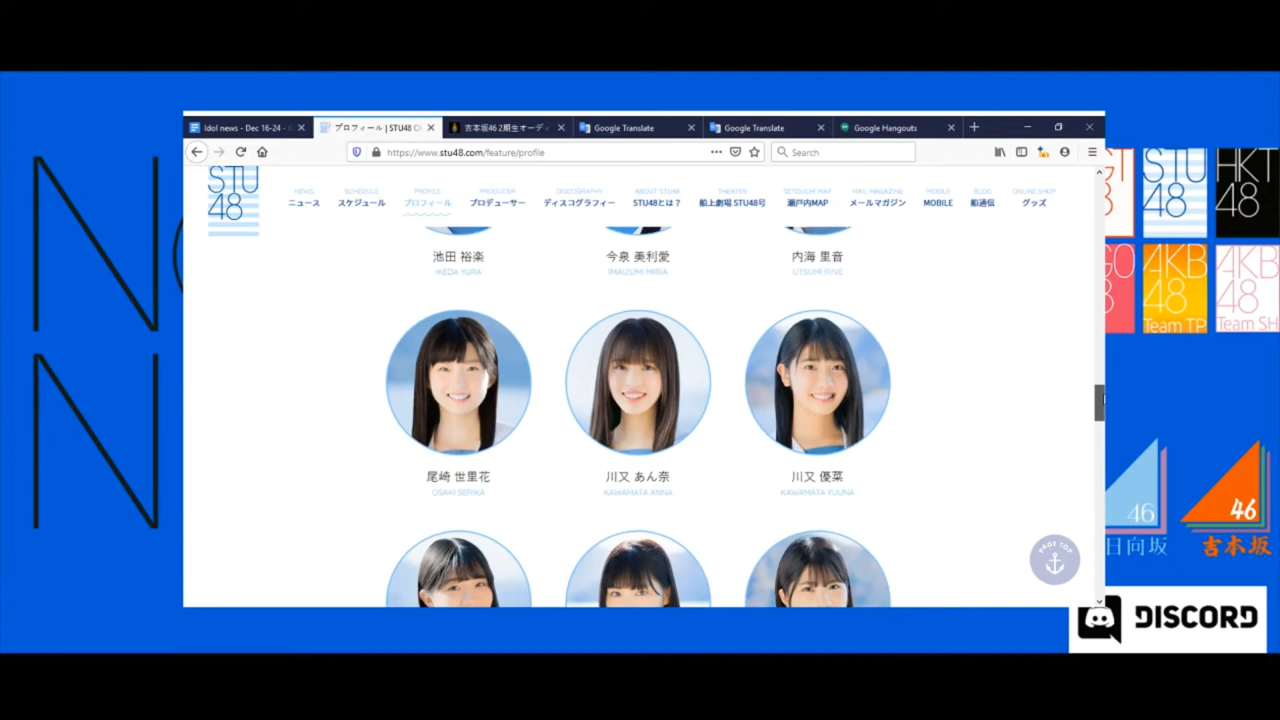 Idol news - Dec 16-24 - G
プロフィール | STU48 O
吉本坂46 2期生オーディ
Google Translate
Google Translate
Google Hangouts
https://www.stu48.com/feature/profile
Search
STU
48
NEWS
ニュース
SCHEDULE
スケジュール
PROFILE
プロフィール
PRODUCER
プロデューサー
DISCOGRAPHY
ディスコグラフィー
ABOUT STU48
STU48とは？
THEATER
船上劇場 STU48号
SETOUCHI MAP
瀬戸内MAP
MAIL MAGAZINE
メールマガジン
MOBILE
MOBILE
BLOG
船通信
ONLINE SHOP
グッズ
池田 裕楽
IKEDA YURA
今泉 美利愛
IMAIZUMI MIRIA
内海 里音
UTSUMI RINE
尾崎 世里花
OSAKI SERIKA
川又 あん奈
KAWAMATA ANNA
川又 優菜
KAWAMATA YUUNA
PAGE TOP
N
N
STU
48
HKT
48
AKB
48
Team TP
AKB
48
Team SH
46
日向坂
46
吉本坂
DISCORD